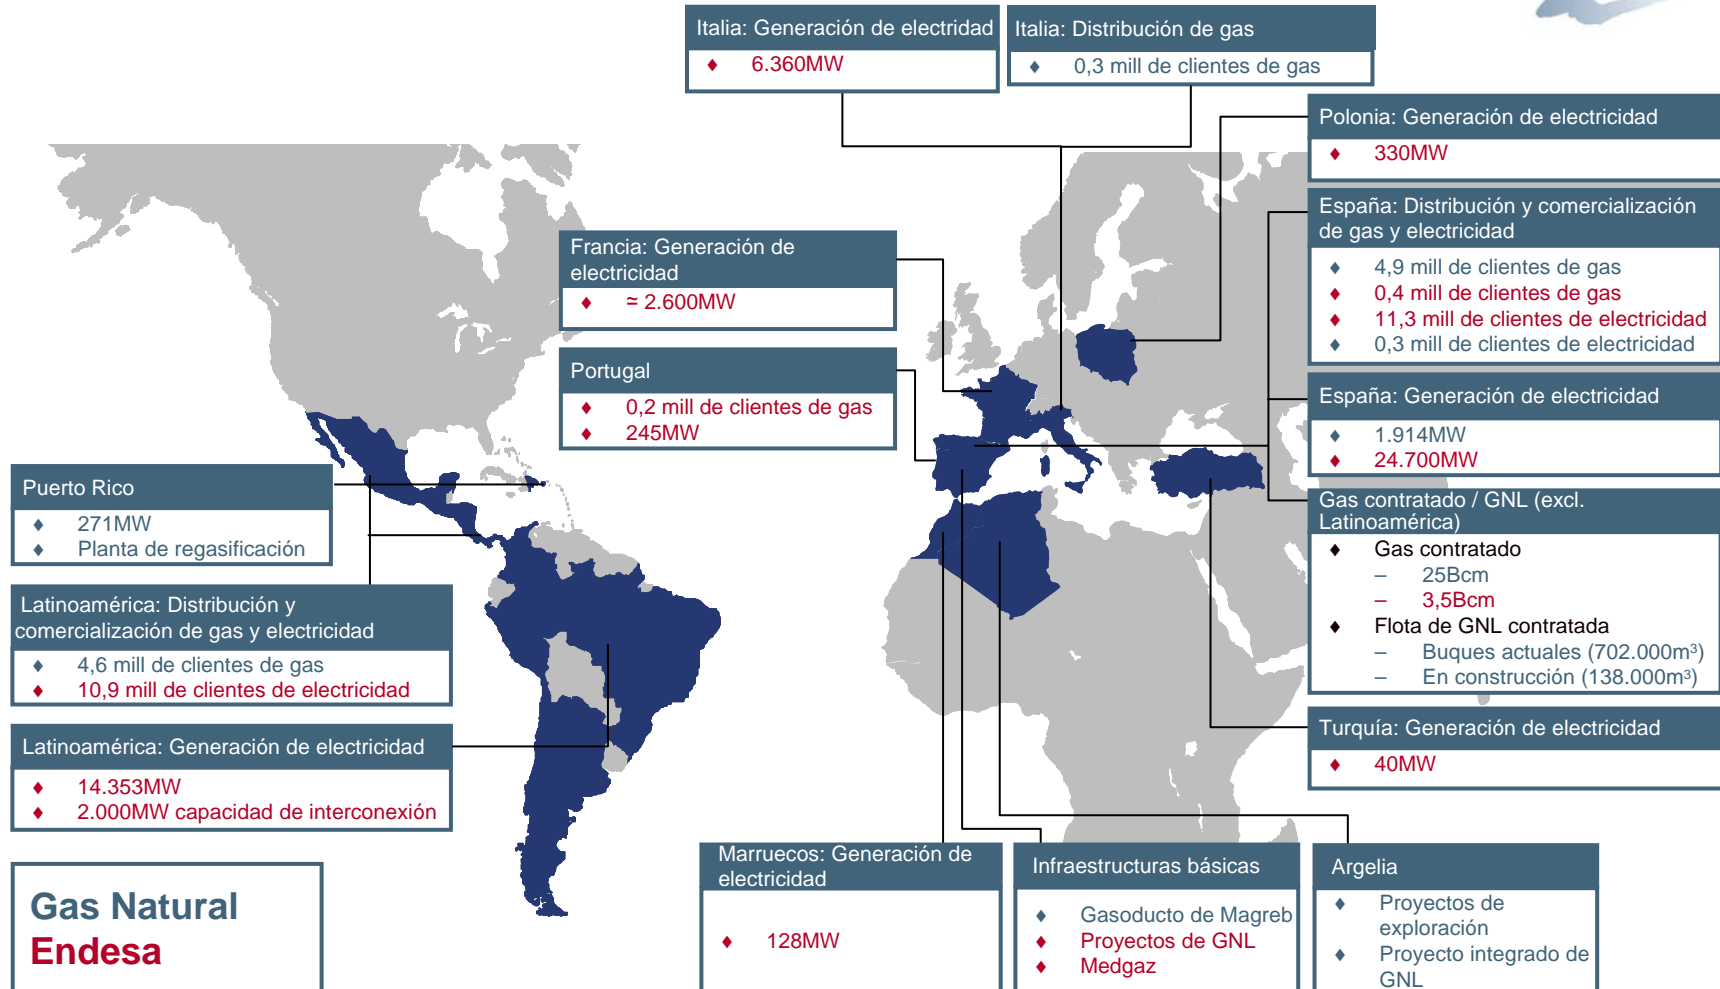 Italia: Generación de electridad
♦ 6.360MW
Italia: Distribución de gas
♦ 0,3 mill de clientes de gas
Polonia: Generación de electricidad
♦ 330MW
Francia: Generación de
electricidad
♦ ≃ 2.600MW
España: Distribución y comercialización
de gas y electricidad
♦ 4,9 mill de clientes de gas
♦ 0,4 mill de clientes de gas
♦ 11,3 mill de clientes de electricidad
♦ 0,3 mill de clientes de electricidad
Portugal
♦ 0,2 mill de clientes de gas
♦ 245MW
España: Generación de electricidad
♦ 1.914MW
♦ 24.700MW
Puerto Rico
♦ 271MW
♦ Planta de regasificación
Gas contratado / GNL (excl.
Latinoamérica)
♦ Gas contratado
– 25Bcm
– 3,5Bcm
♦ Flota de GNL contratada
– Buques actuales (702.000m³)
– En construcción (138.000m³)
Latinoamérica: Distribución y
comercialización de gas y electricidad
♦ 4,6 mill de clientes de gas
♦ 10,9 mill de clientes de electricidad
Latinoamérica: Generación de electricidad
♦ 14.353MW
♦ 2.000MW capacidad de interconexión
Turquía: Generación de electricidad
♦ 40MW
Gas Natural
Endesa
Marruecos: Generación de
electricidad
♦ 128MW
Infraestructuras básicas
♦ Gasoducto de Magreb
♦ Proyectos de GNL
♦ Medgaz
Argelia
♦ Proyectos de
exploración
♦ Proyecto integrado de
GNL